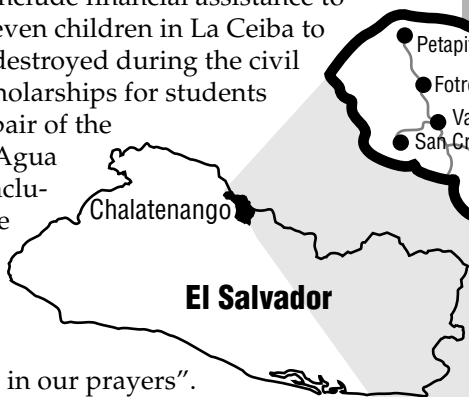 include financial assistance to
even children in La Ceiba to
destroyed during the civil
holarships for students
pair of the
Agua
nclu-
e
in our prayers”.
Petapi
Fotr
Va
San Cr
Chalatenango
El Salvador